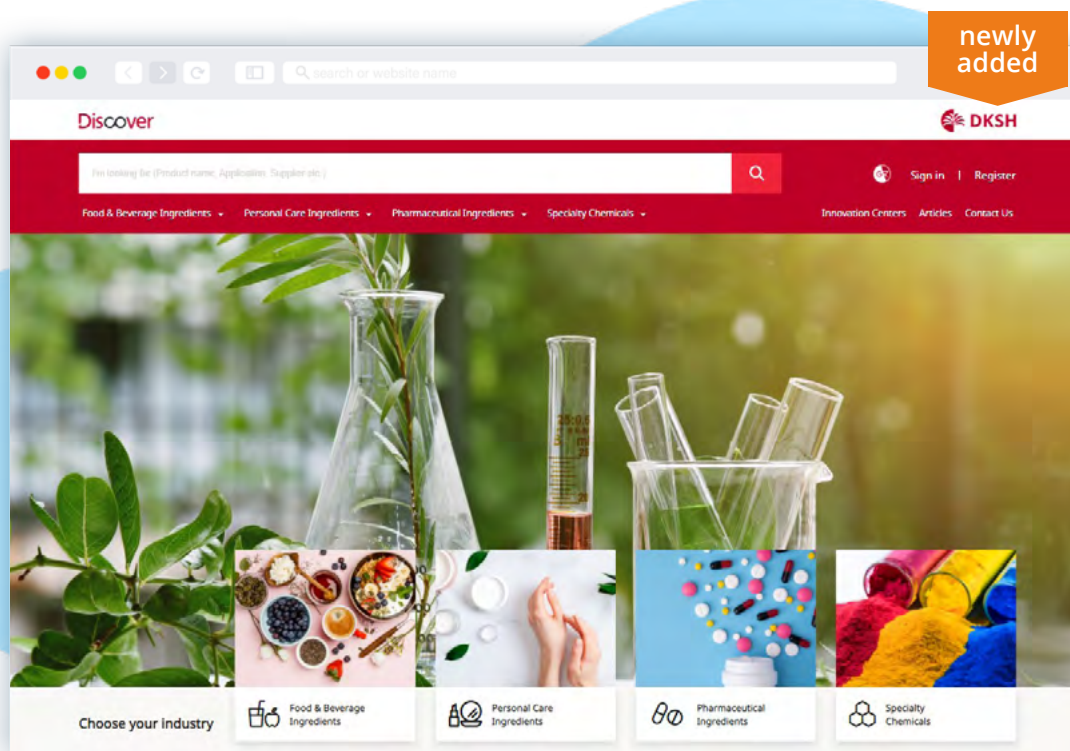 newly
added
search or website name
Discover
DKSH
I'm looking for (Product name, Application, Supplier etc.)
Sign in | Register
Food & Beverage Ingredients Personal Care Ingredients Pharmaceutical Ingredients Specialty Chemicals Innovation Centers Articles Contact Us
Choose your industry
Food & Beverage
Ingredients
Personal Care
Ingredients
Pharmaceutical
Ingredients
Specialty
Chemicals